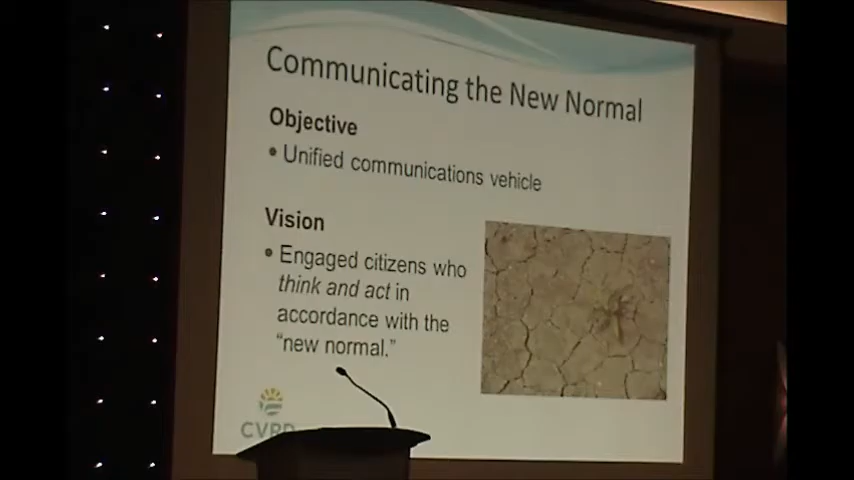 Communicating the New Normal
Objective
• Unified communications vehicle
Vision
• Engaged citizens who
think and act in
accordance with the
“new normal.”
CVRD